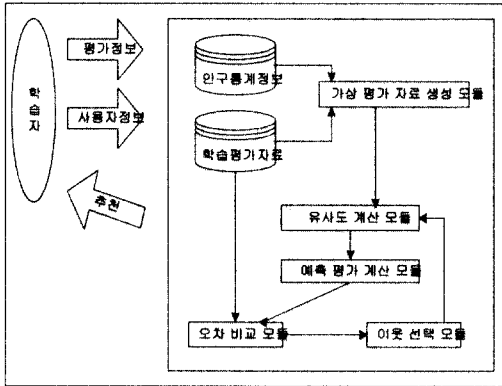 학습자
평가정보
사용자정보
추천
인구통계정보
학습평가자료
가상 평가 자료 생성 모듈
유사도 계산 모듈
예측 평가 계산 모듈
오차 비교 모듈
이웃 선택 모듈